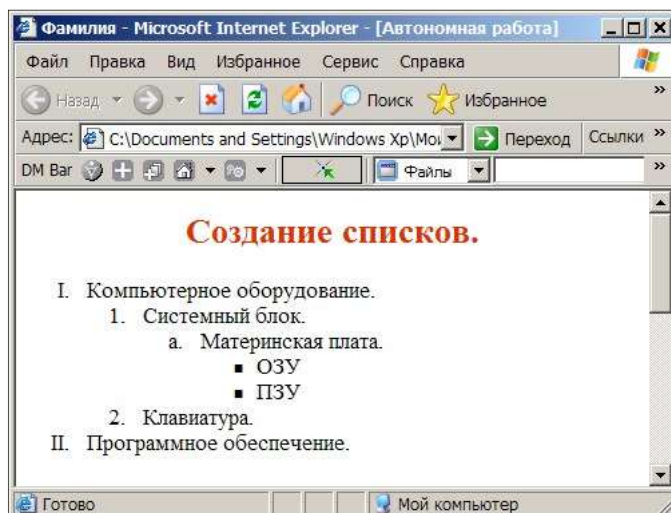 Фамилия - Microsoft Internet Explorer - [Автономная работа]
Файл Правка Вид Избранное Сервис Справка
Назад Поиск Избранное »
Адрес: C:\Documents and Settings\Windows Xp\Мои Переход Ссылки »
DM Bar Файлы »
Создание списков.
I. Компьютерное оборудование.
1. Системный блок.
a. Материнская плата.
▪ ОЗУ
▪ ПЗУ
2. Клавиатура.
II. Программное обеспечение.
Готово Мой компьютер